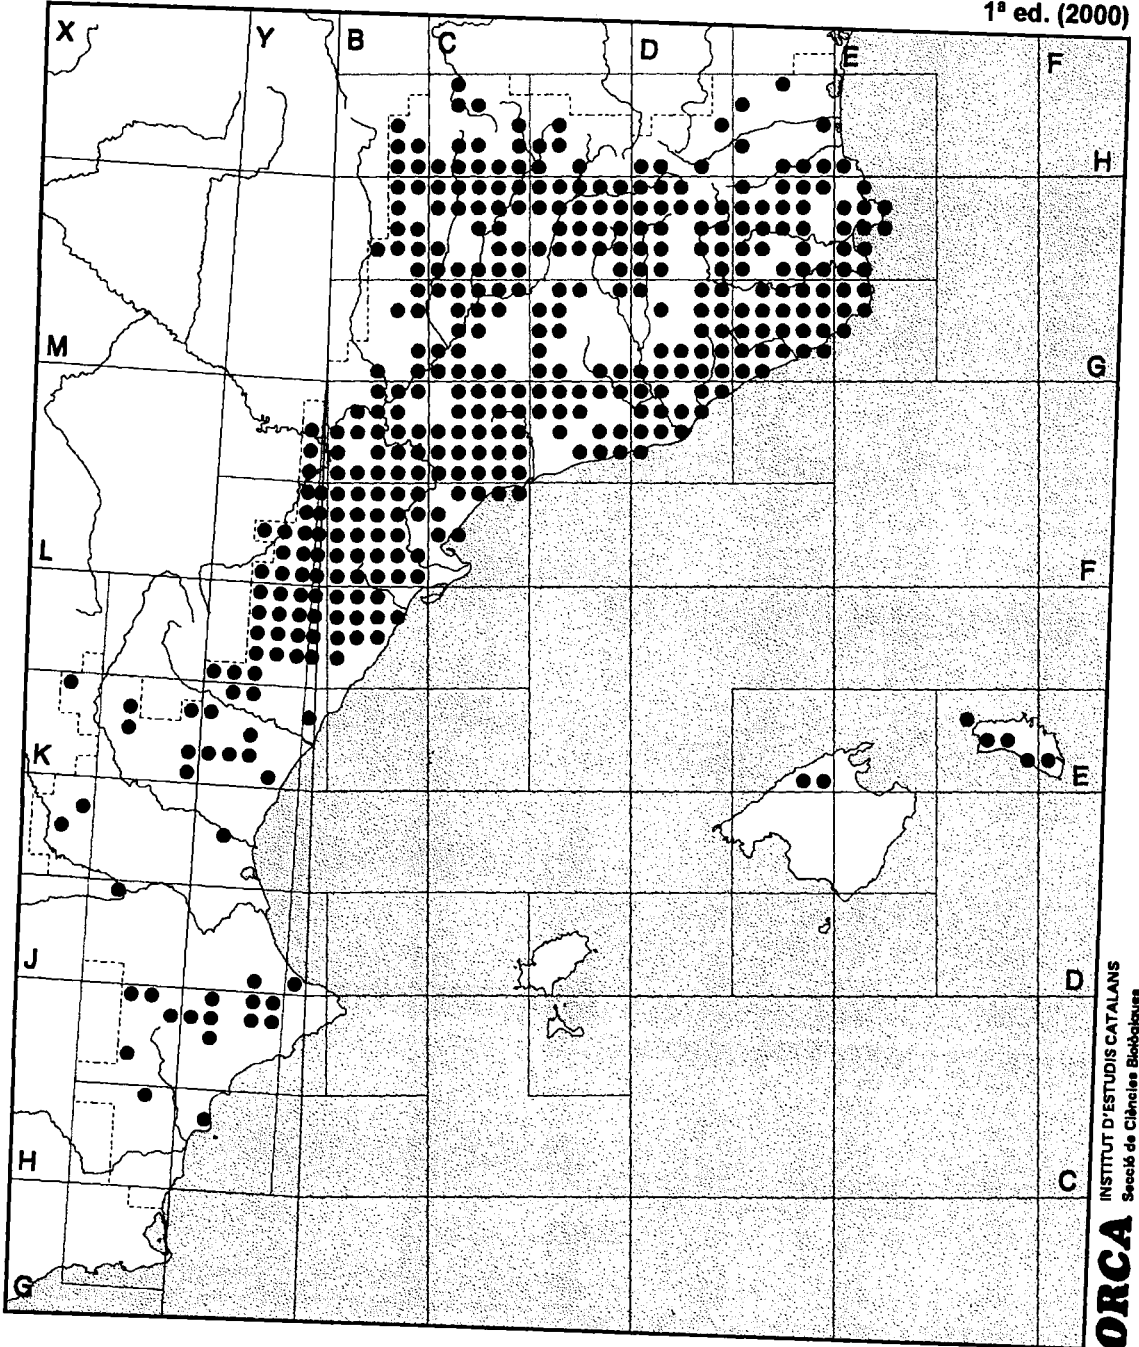 1ª ed. (2000)
X
Y
B
C
D
E
F
H
M
G
L
F
K
E
J
D
H
C
G
INSTITUT D'ESTUDIS CATALANS
Secció de Ciències Biològiques
ORCA